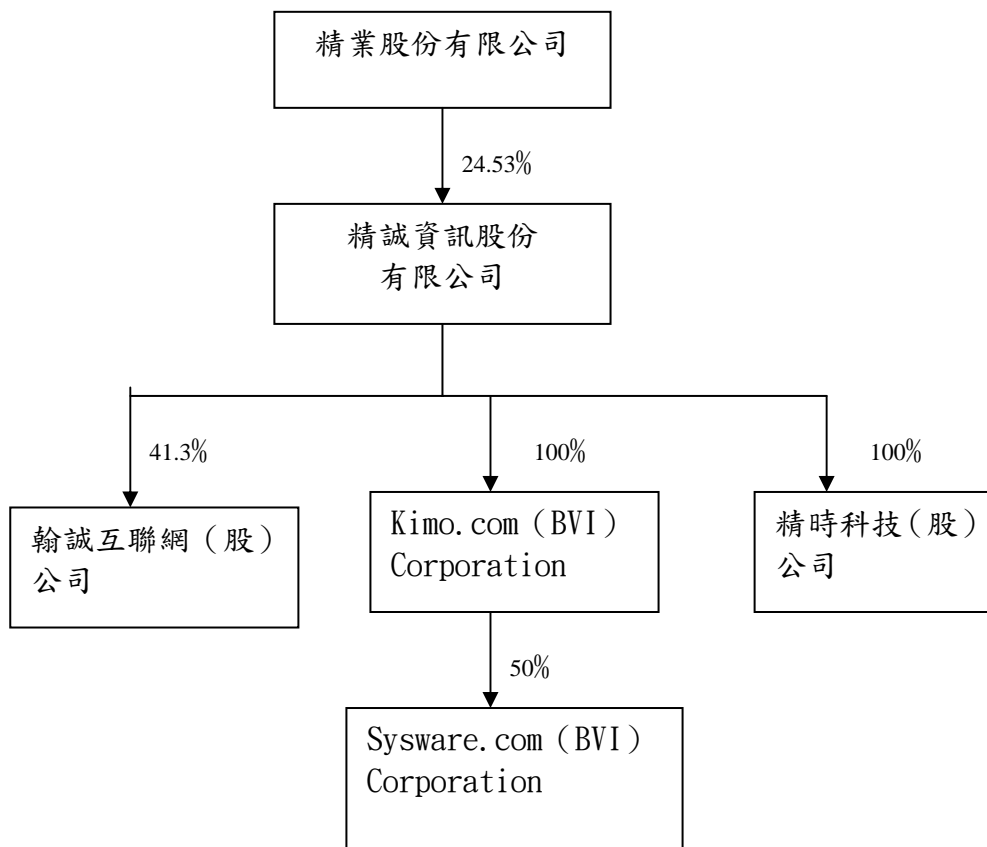 精業股份有限公司
24.53%
精誠資訊股份
有限公司
41.3%
100%
100%
翰誠互聯網（股）
公司
Kimo.com（BVI）
Corporation
精時科技（股）
公司
50%
Sysware.com（BVI）
Corporation